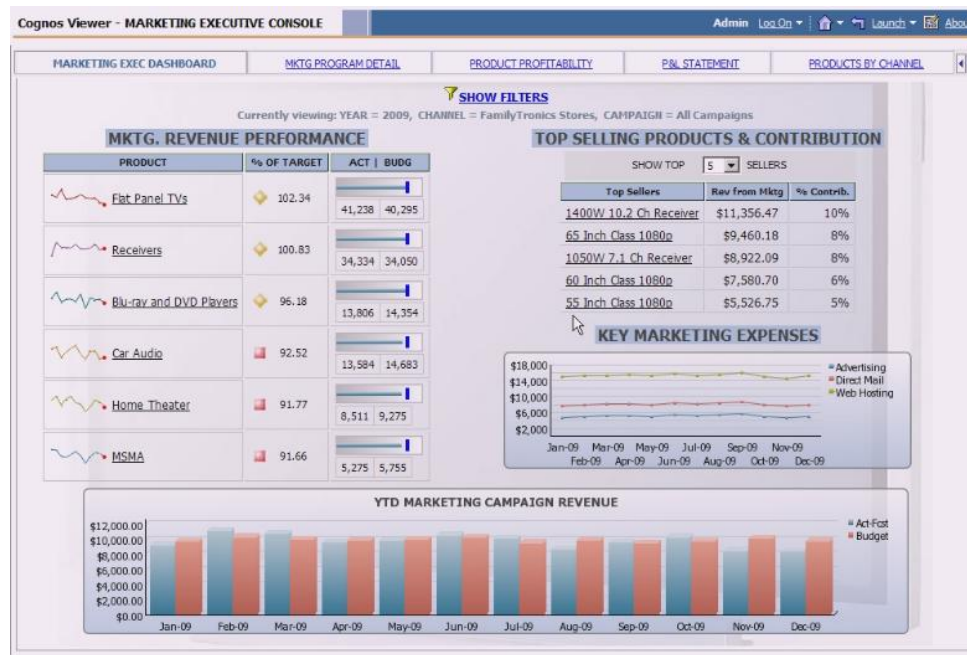 Cognos Viewer - MARKETING EXECUTIVE CONSOLE
Admin Log On Launch
MARKETING EXEC DASHBOARD MKTG PROGRAM DETAIL PRODUCT PROFITABILITY P&L STATEMENT PRODUCTS BY CHANNEL
SHOW FILTERS
Currently viewing: YEAR = 2009, CHANNEL = FamilyTronics Stores, CAMPAIGN = All Campaigns
MKTG. REVENUE PERFORMANCE
PRODUCT % OF TARGET ACT | BUDG
Flat Panel TVs 102.34 41,238 40,295
Receivers 100.83 34,334 34,050
Blu-ray and DVD Players 96.18 13,806 14,354
Car Audio 92.52 13,584 14,683
Home Theater 91.77 8,511 9,275
MSMA 91.66 5,275 5,755
TOP SELLING PRODUCTS & CONTRIBUTION
SHOW TOP 5 SELLERS
Top Sellers Rev from Mktg % Contrib.
1400W 10.2 Ch Receiver $11,356.47 10%
65 Inch Class 1080p $9,460.18 8%
1050W 7.1 Ch Receiver $8,922.09 8%
60 Inch Class 1080p $7,580.70 6%
55 Inch Class 1080p $5,526.75 5%
KEY MARKETING EXPENSES
$18,000
$14,000
$10,000
$6,000
$2,000
Jan-09 Mar-09 May-09 Jul-09 Sep-09 Nov-09
Feb-09 Apr-09 Jun-09 Aug-09 Oct-09 Dec-09
Advertising
Direct Mail
Web Hosting
YTD MARKETING CAMPAIGN REVENUE
$12,000.00
$10,000.00
$8,000.00
$6,000.00
$4,000.00
$2,000.00
$0.00
Jan-09 Feb-09 Mar-09 Apr-09 May-09 Jun-09 Jul-09 Aug-09 Sep-09 Oct-09 Nov-09 Dec-09
Act-Fcst
Budget